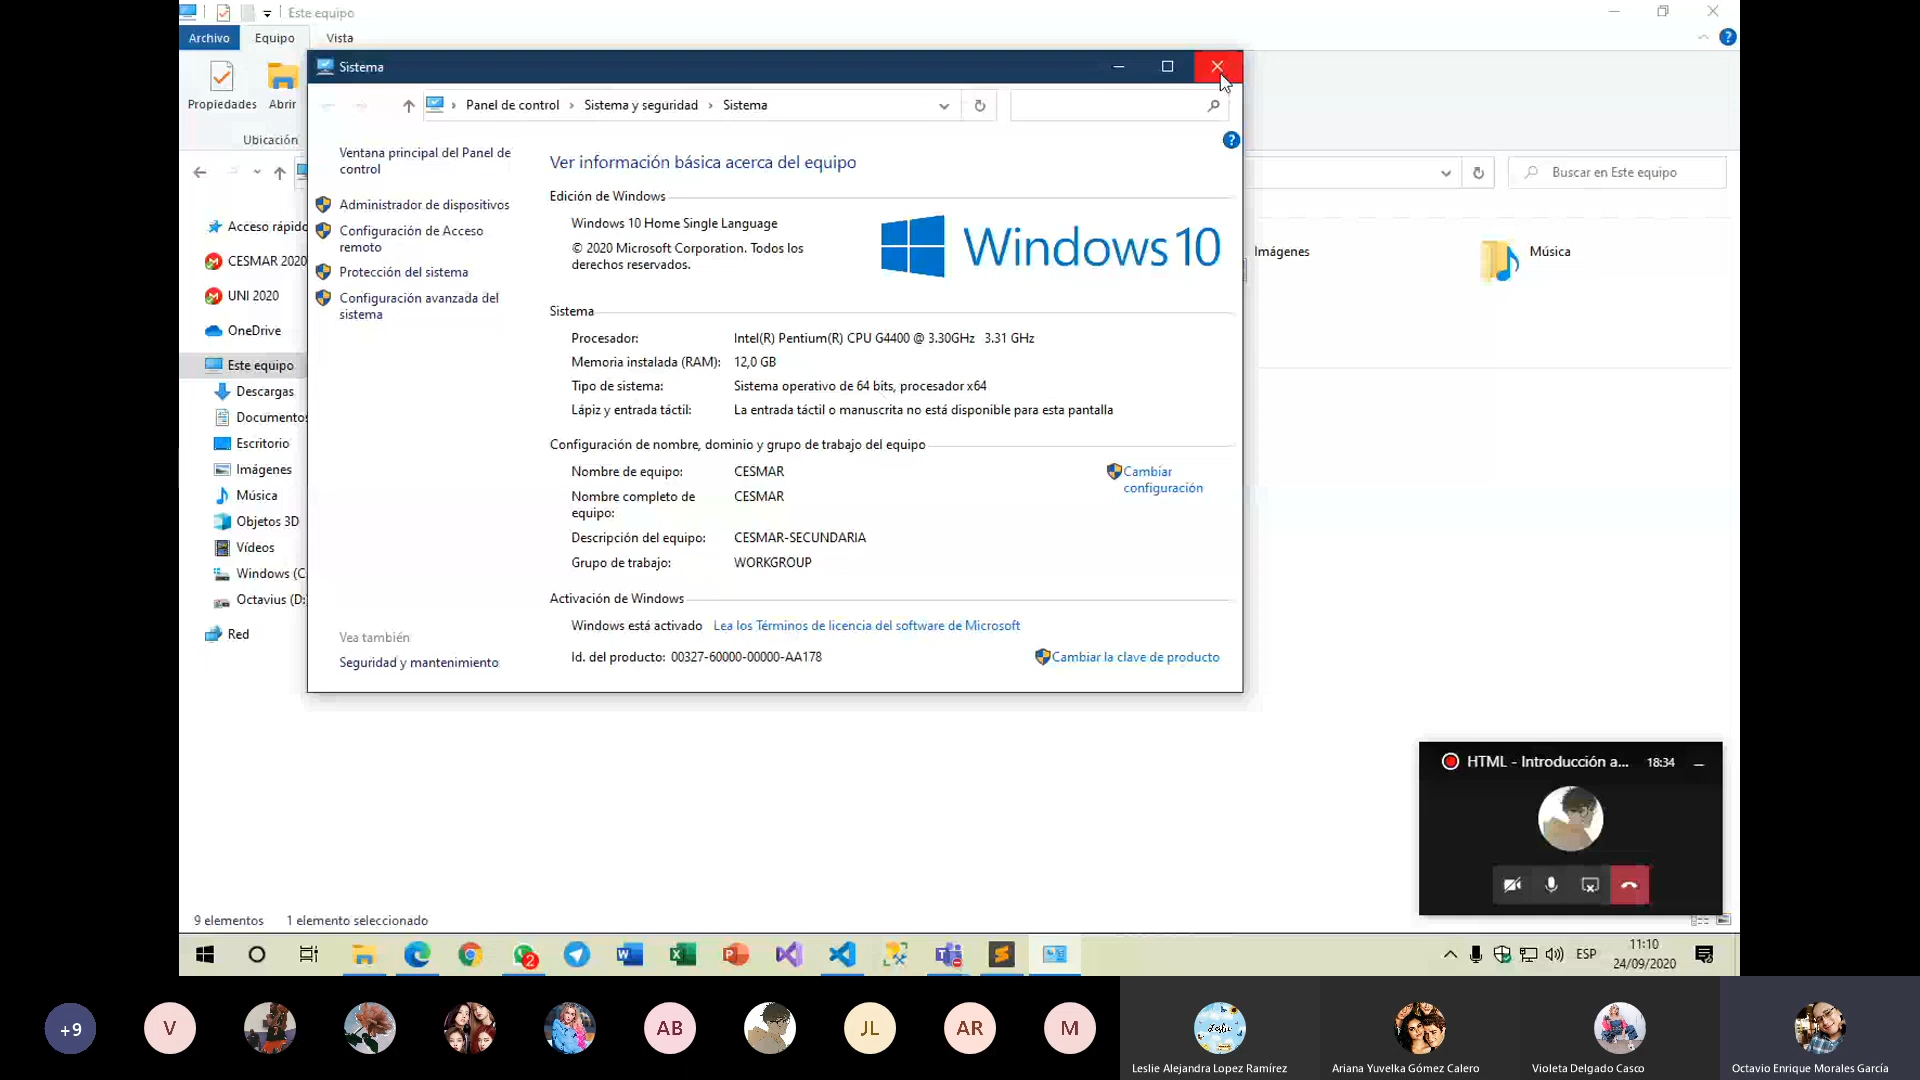 Este equipo
Archivo
Equipo
Vista
Propiedades
Abrir
Ubicación
Sistema
Panel de control
Sistema y seguridad
Sistema
Buscar en Este equipo
Acceso rápido
CESMAR 2020
UNI 2020
OneDrive
Este equipo
Descargas
Documentos
Escritorio
Imágenes
Música
Objetos 3D
Vídeos
Windows (C
Octavius (D:
Red
Ventana principal del Panel de
control
Administrador de dispositivos
Configuración de Acceso
remoto
Protección del sistema
Configuración avanzada del
sistema
Vea también
Seguridad y mantenimiento
Ver información básica acerca del equipo
Edición de Windows
Windows 10 Home Single Language
© 2020 Microsoft Corporation. Todos los
derechos reservados.
Windows 10
Sistema
Procesador: Intel(R) Pentium(R) CPU G4400 @ 3.30GHz 3.31 GHz
Memoria instalada (RAM): 12,0 GB
Tipo de sistema: Sistema operativo de 64 bits, procesador x64
Lápiz y entrada táctil: La entrada táctil o manuscrita no está disponible para esta pantalla
Configuración de nombre, dominio y grupo de trabajo del equipo
Nombre de equipo: CESMAR
Cambiar
configuración
Nombre completo de
equipo:
CESMAR
Descripción del equipo: CESMAR-SECUNDARIA
Grupo de trabajo: WORKGROUP
Activación de Windows
Windows está activado Lea los Términos de licencia del software de Microsoft
Id. del producto: 00327-60000-00000-AA178
Cambiar la clave de producto
Imágenes
Música
HTML - Introducción a... 18:34
9 elementos 1 elemento seleccionado
2
ESP
11:10
24/09/2020
+9
V
AB
JL
AR
M
Leslie
Leslie Alejandra Lopez Ramírez
Ariana Yuvelka Gómez Calero
Violeta Delgado Casco
Octavio Enrique Morales García